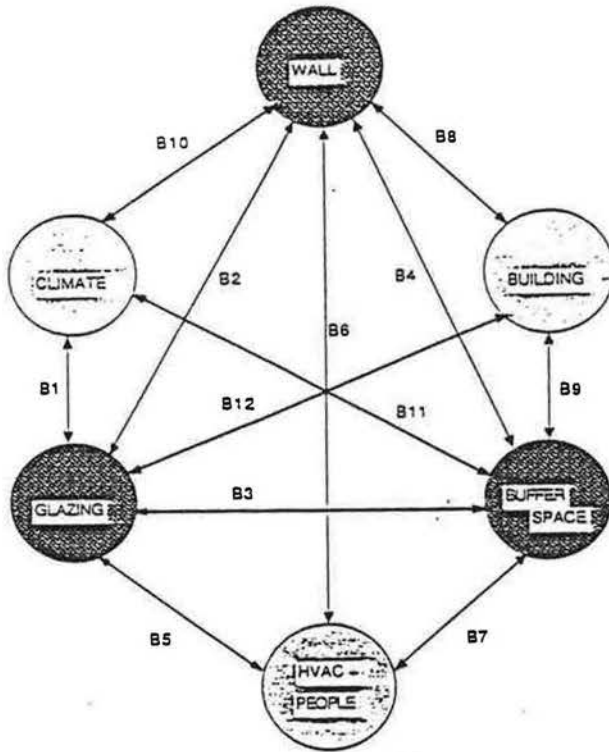 WALL
B10
B8
CLIMATE
B2
B4
BUILDING
B6
B1
B12
B11
B9
GLAZING
B3
BUFFER
SPACE
B5
B7
HVAC -
PEOPLE